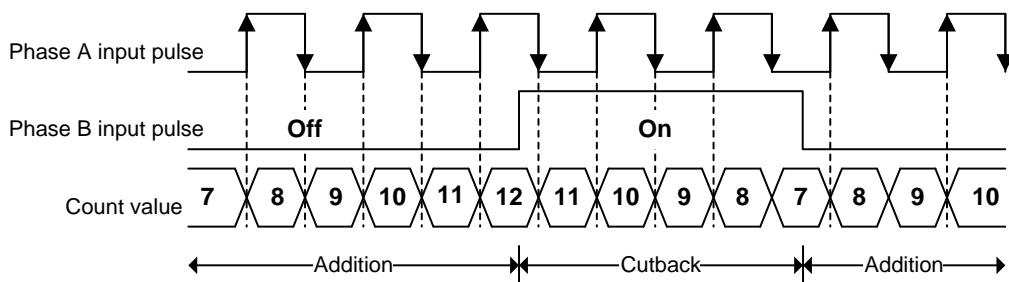 Phase A input pulse
Phase B input pulse
Off
On
Count value
7 8 9 10 11 12 11 10 9 8 7 8 9 10
Addition Cutback Addition